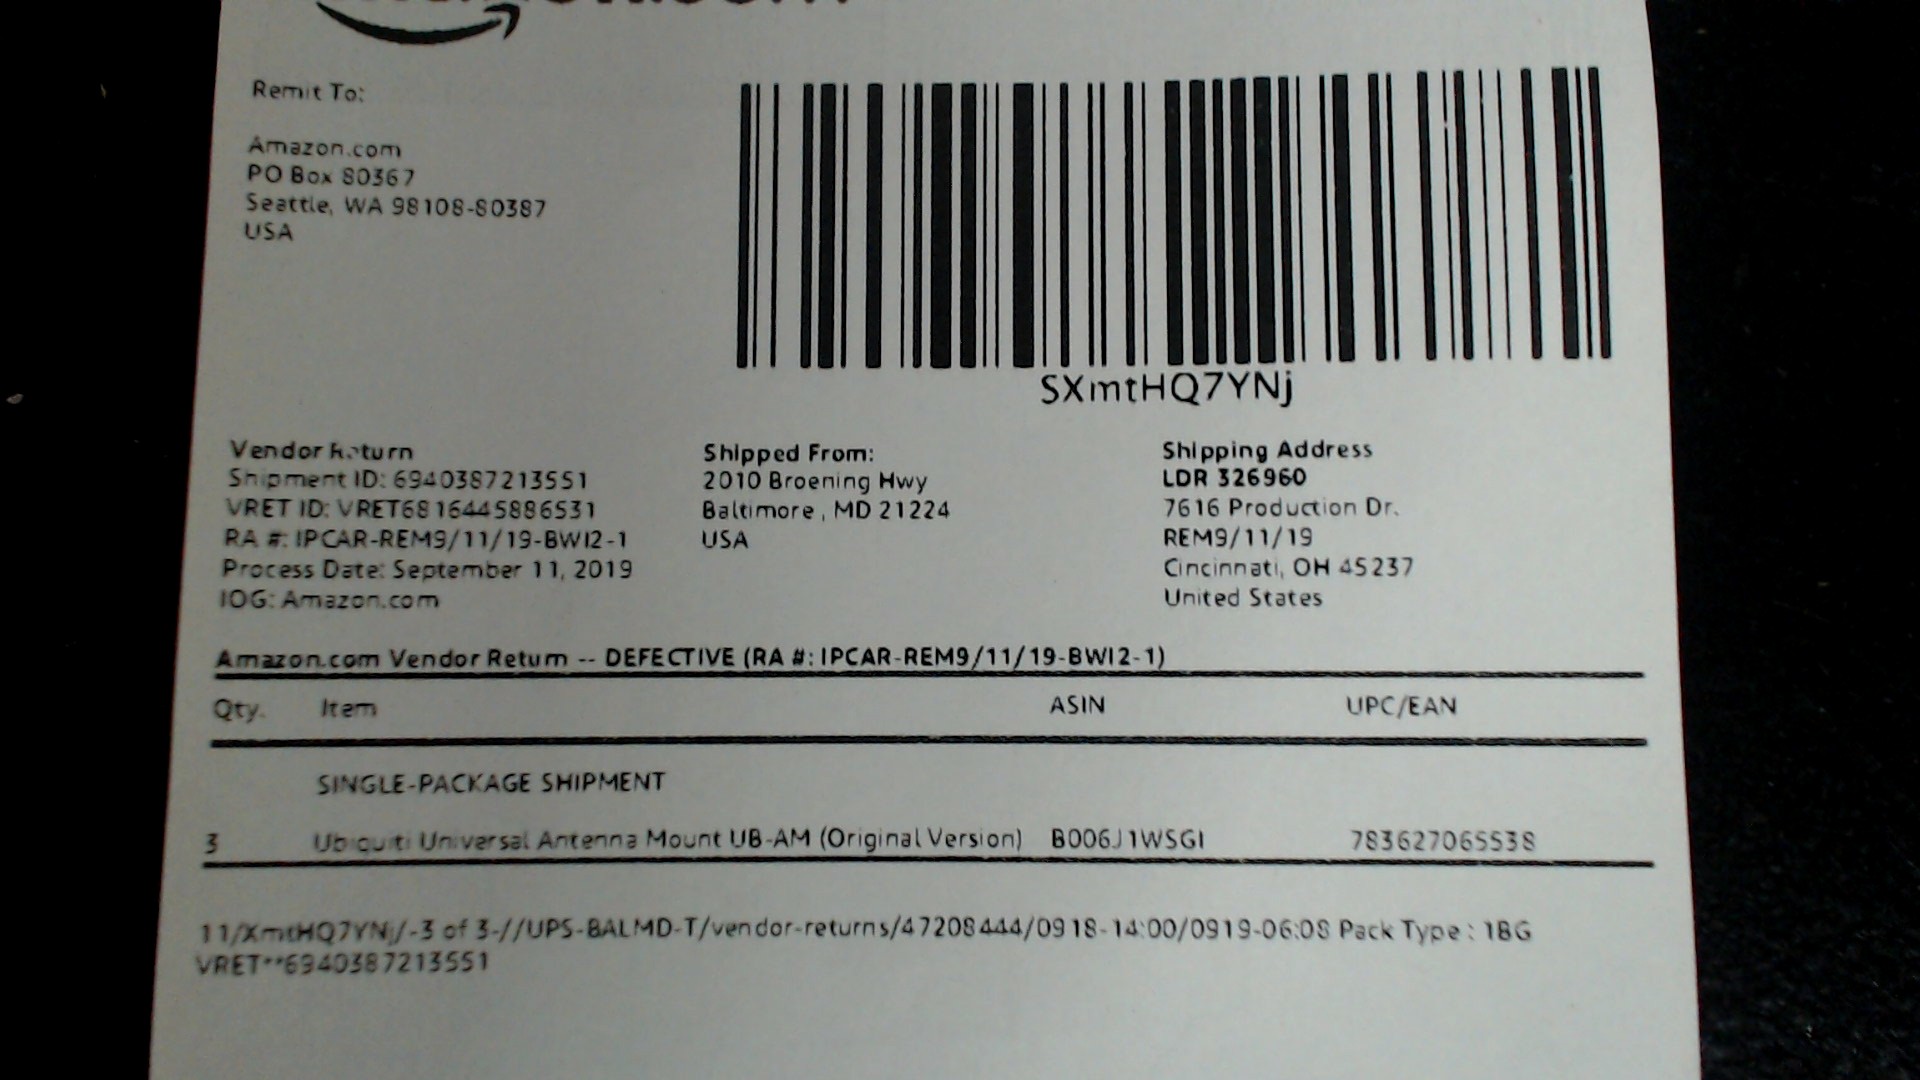 Remit To:
Amazon.com
PO Box 80367
Seattle, WA 98108-80387
USA
SXmtHQ7YNj
Vendor Return
Shipment ID: 6940387213551
VRET ID: VRET6816445886531
RA #: IPCAR-REM9/11/19-BWI2-1
Process Date: September 11, 2019
IOG: Amazon.com
Shipped From:
2010 Broening Hwy
Baltimore , MD 21224
USA
Shipping Address
LDR 326960
7616 Production Dr.
REM9/11/19
Cincinnati, OH 45237
United States
Amazon.com Vendor Return -- DEFECTIVE (RA #: IPCAR-REM9/11/19-BWI2-1)
Qty. Item ASIN UPC/EAN
SINGLE-PACKAGE SHIPMENT
3 Ubiquiti Universal Antenna Mount UB-AM (Original Version) B006J1WSGI 783627065538
11/XmtHQ7YNj/-3 of 3-//UPS-BALMD-T/vendor-returns/47208444/0918-14:00/0919-06:08 Pack Type : 1BG
VRET**6940387213551